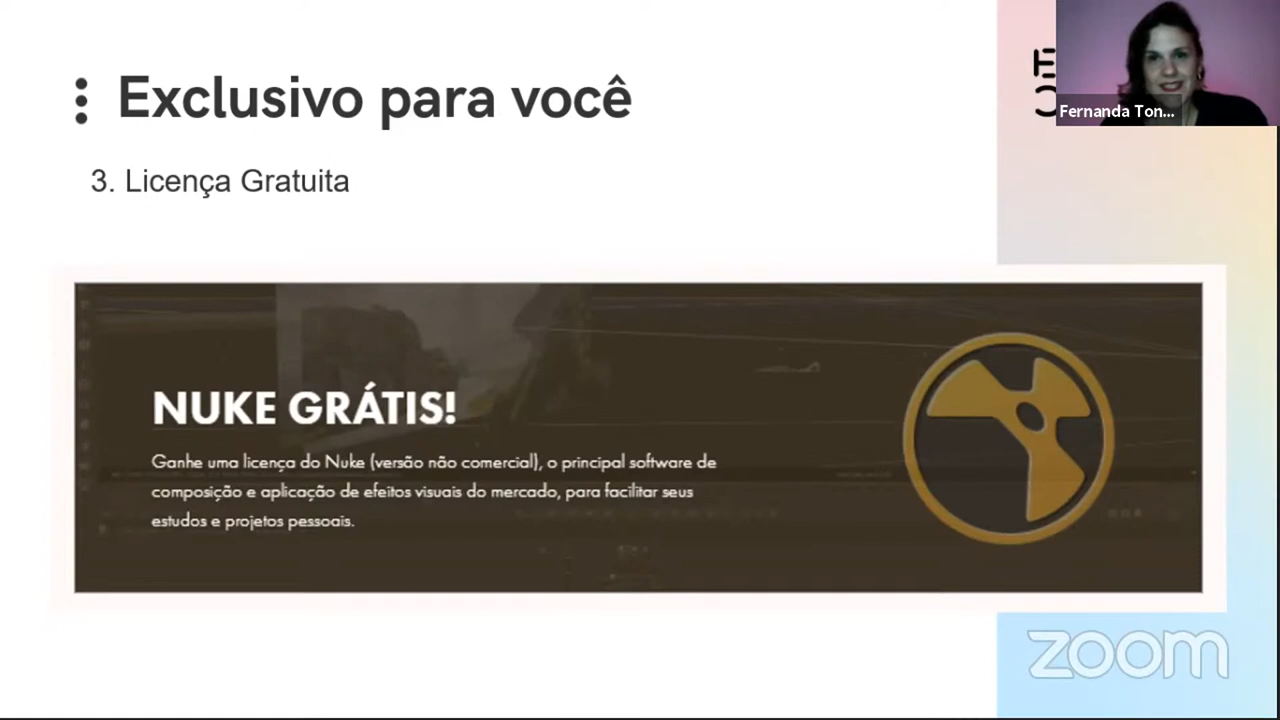 Exclusivo para você
Fernanda Ton...
3. Licença Gratuita
NUKE GRÁTIS!
Ganhe uma licença do Nuke (versão não comercial), o principal software de
composição e aplicação de efeitos visuais do mercado, para facilitar seus
estudos e projetos pessoais.
zoom